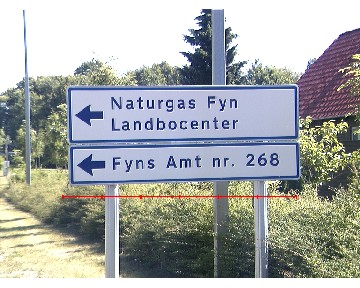 Naturgas Fyn
Landbocenter
Fyns Amt nr. 268